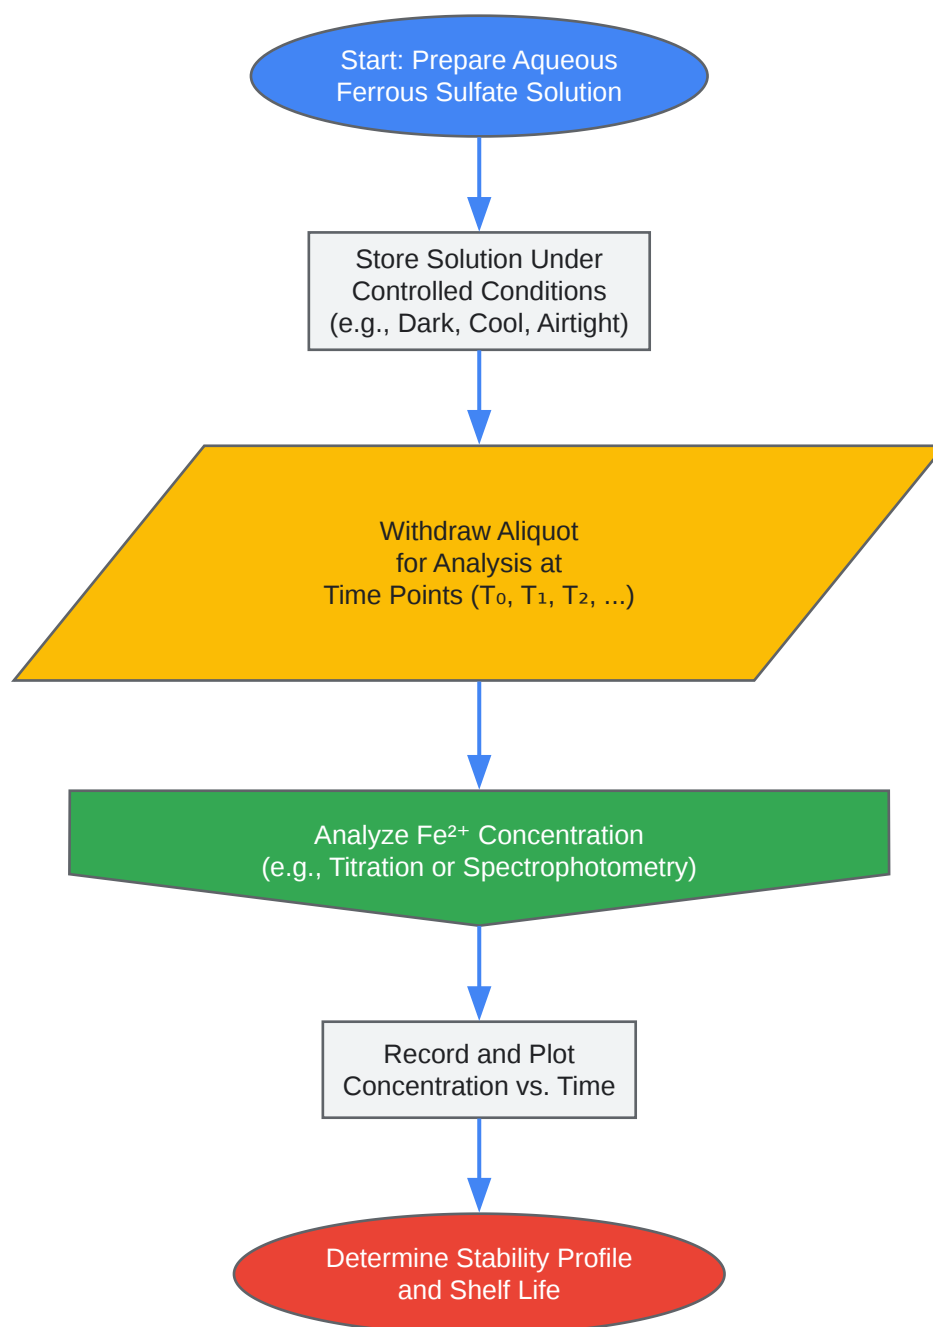 Start: Prepare Aqueous
Ferrous Sulfate Solution
Store Solution Under
Controlled Conditions
(e.g., Dark, Cool, Airtight)
Withdraw Aliquot
for Analysis at
Time Points (T₀, T₁, T₂, ...)
Analyze Fe²⁺ Concentration
(e.g., Titration or Spectrophotometry)
Record and Plot
Concentration vs. Time
Determine Stability Profile
and Shelf Life